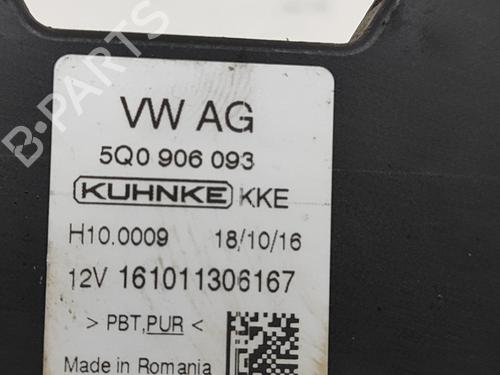 B-PARTS
VW AG
5Q0 906 093
KUHNKE KKE
H10.0009 18/10/16
12V 161011306167
> PBT,PUR <
Made in Romania